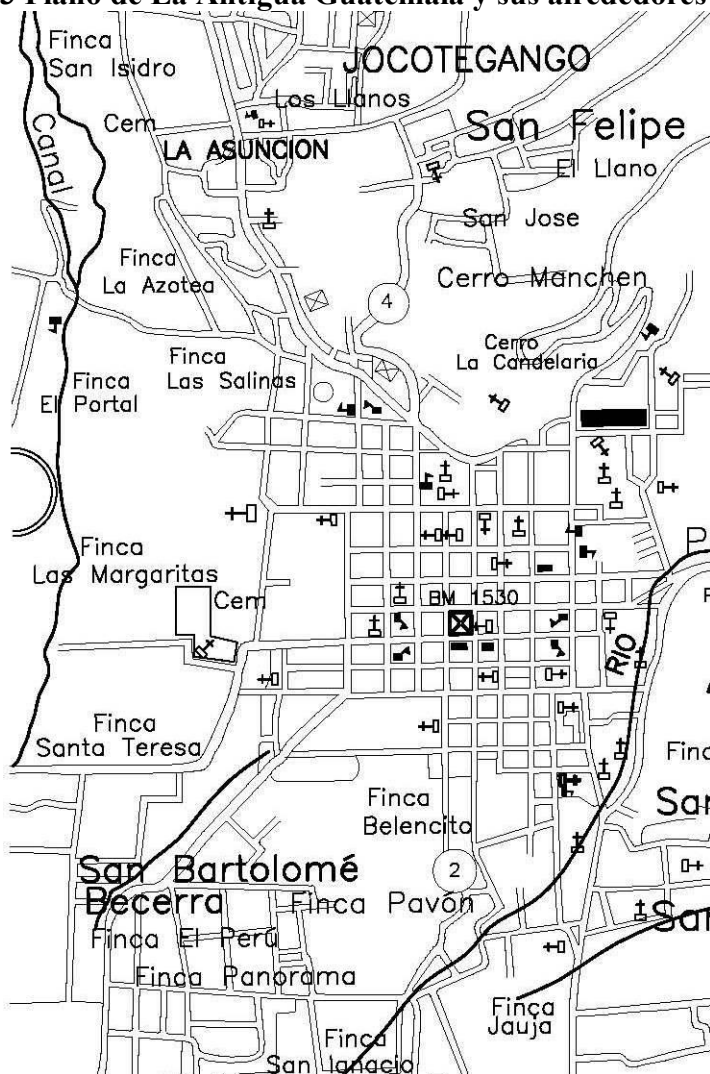 Plano de La Antigua Guatemala y sus alrededores
Finca
San Isidro
JOCOTEGANGO
Los Llanos
Cem
San Felipe
Canal
LA ASUNCION
El Llano
San Jose
Finca
La Azotea
Cerro Manchen
4
Cerro
La Candelaria
Finca
Las Salinas
Finca
El Portal
Finca
Las Margaritas
Cem
BM 1530
RIO
Finca
Santa Teresa
Finca
Belencito
2
San Bartolomé
Becerra
Finca Pavón
Finca El Perú
Finca Panorama
Finca
Jauja
Finca
San Ignacio